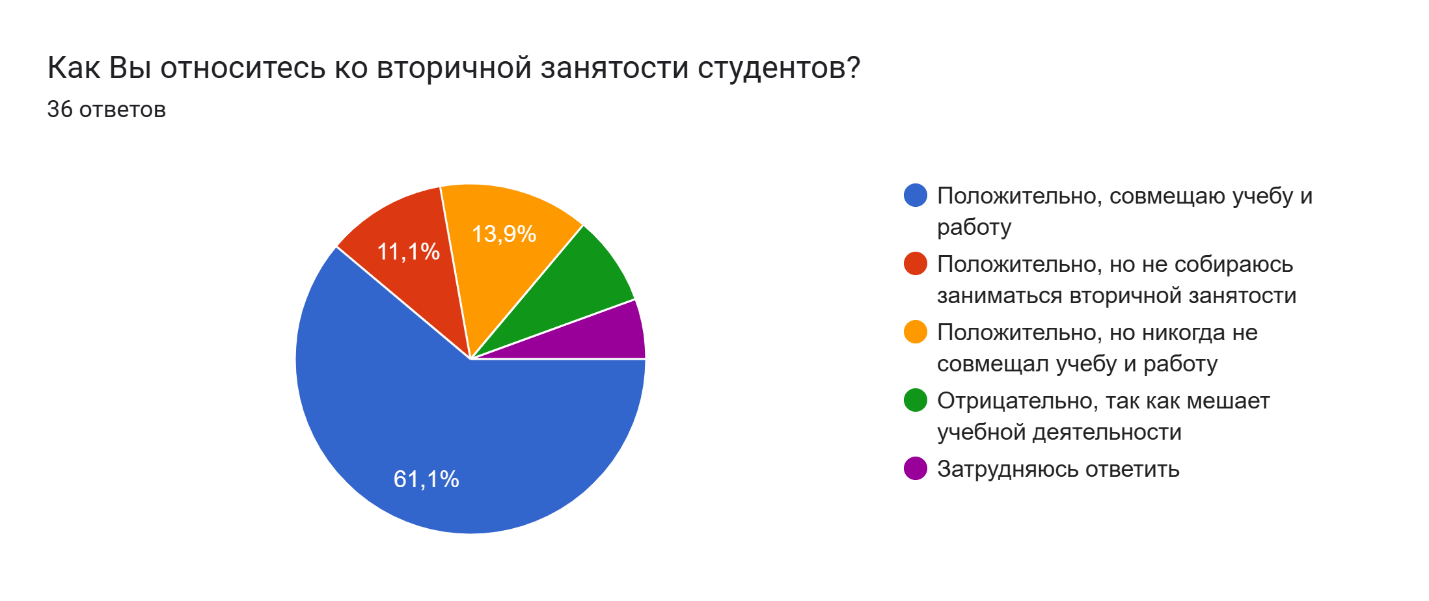 Как Вы относитесь ко вторичной занятости студентов?
36 ответов
11,1%
13,9%
61,1%
Положительно, совмещаю учебу и
работу
Положительно, но не собираюсь
заниматься вторичной занятости
Положительно, но никогда не
совмещал учебу и работу
Отрицательно, так как мешает
учебной деятельности
Затрудняюсь ответить